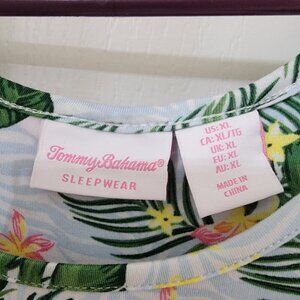 Tommy Bahama®
SLEEPWEAR
US: XL
CA: XL/TG
UK: XL
EU: XL
AU: XL
MADE IN
CHINA